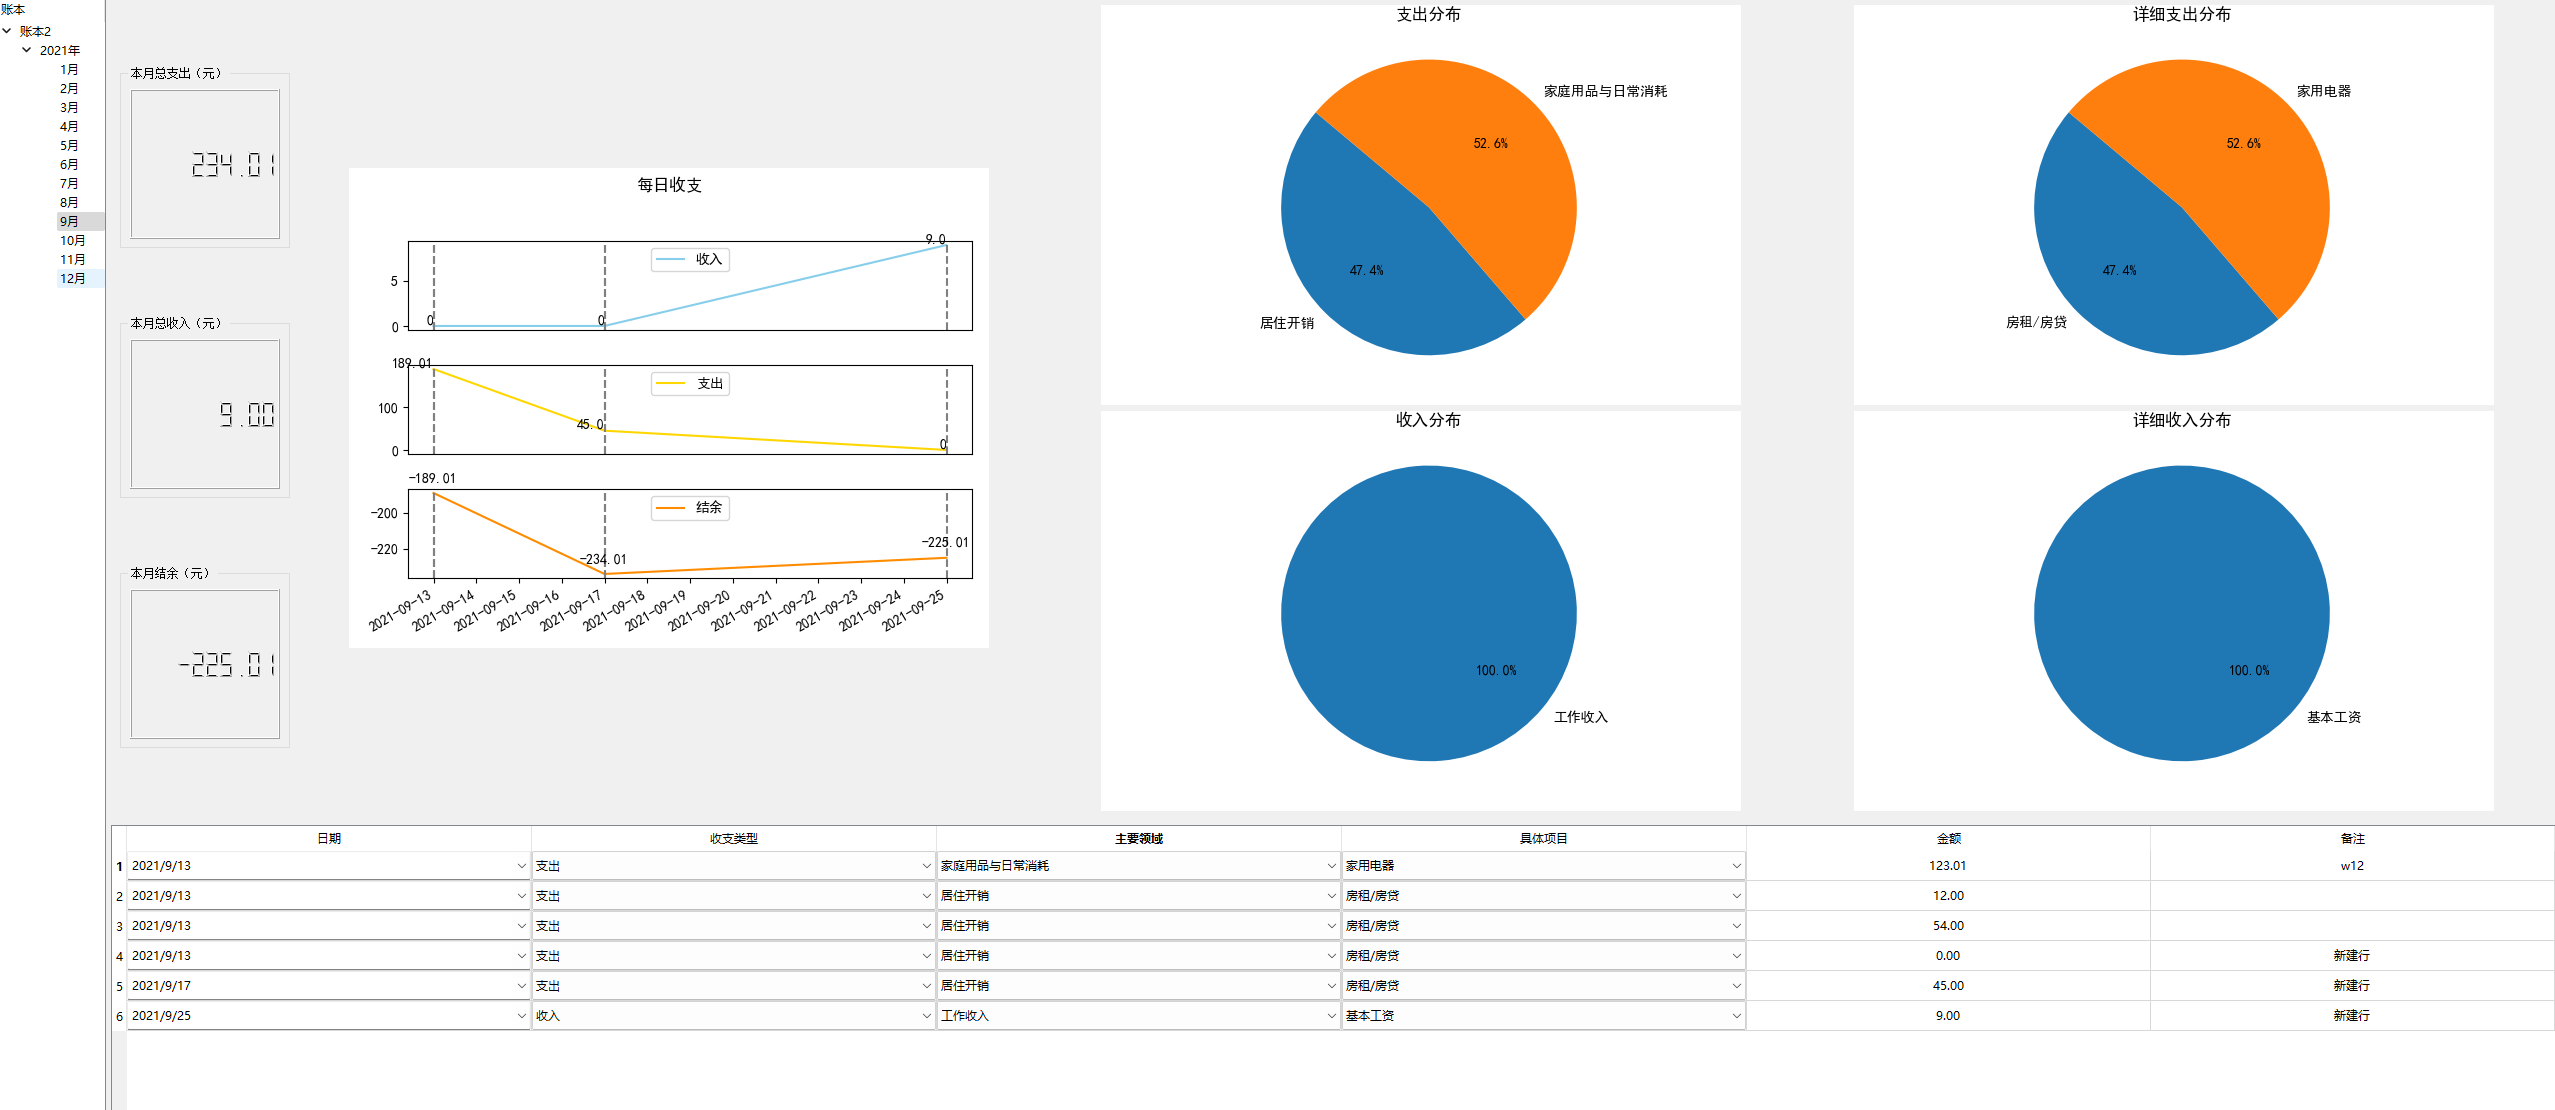 账本
账本2
2021年
1月
2月
3月
4月
5月
6月
7月
8月
9月
10月
11月
12月
本月总支出（元）
234.01
本月总收入（元）
9.00
本月结余（元）
-225.01
每日收支
收入
9.0
5
0
0
0
支出
189.01
100
45.0
0
0
结余
-189.01
-200
-220
-234.01
-225.01
2021-09-13
2021-09-14
2021-09-15
2021-09-16
2021-09-17
2021-09-18
2021-09-19
2021-09-20
2021-09-21
2021-09-22
2021-09-23
2021-09-24
2021-09-25
支出分布
家庭用品与日常消耗
52.6%
47.4%
居住开销
详细支出分布
家用电器
52.6%
47.4%
房租/房贷
收入分布
100.0%
工作收入
详细收入分布
100.0%
基本工资
日期 收支类型 主要领域 具体项目 金额 备注
1 2021/9/13 支出 家庭用品与日常消耗 家用电器 123.01 w12
2 2021/9/13 支出 居住开销 房租/房贷 12.00
3 2021/9/13 支出 居住开销 房租/房贷 54.00
4 2021/9/13 支出 居住开销 房租/房贷 0.00 新建行
5 2021/9/17 支出 居住开销 房租/房贷 45.00 新建行
6 2021/9/25 收入 工作收入 基本工资 9.00 新建行